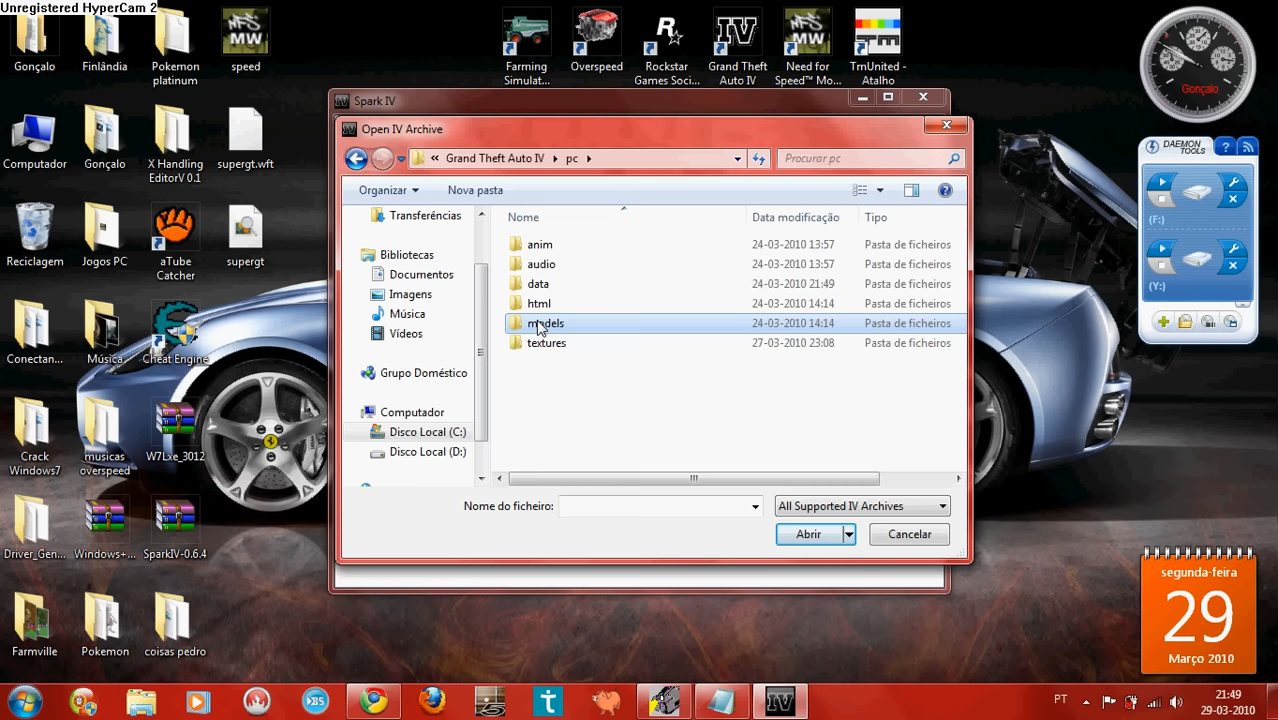 Unregistered HyperCam 2
Gonçalo
Finlândia
Pokemon
platinum
speed
Farming
Simulat...
Overspeed
Rockstar
Games Soci...
Grand Theft
Auto IV
Need for
Speed™ Mo...
TmUnited -
Atalho
Gonçalo
Computador
Gonçalo
X Handling
EditorV 0.1
supergt.wft
Reciclagem
Jogos PC
aTube
Catcher
supergt
Conectan...
Música
Cheat Engine
Crack
Windows7
musicas
overspeed
W7Lxe_3012
Driver_Gen...
Windows+...
SparkIV-0.6.4
Farmville
Pokemon
coisas pedro
Spark IV
Open IV Archive
« Grand Theft Auto IV pc
Procurar pc
Organizar
Nova pasta
Transferências
Bibliotecas
Documentos
Imagens
Música
Vídeos
Grupo Doméstico
Computador
Disco Local (C:)
Disco Local (D:)
Nome Data modificação Tipo
anim 24-03-2010 13:57 Pasta de ficheiros
audio 24-03-2010 13:57 Pasta de ficheiros
data 24-03-2010 21:49 Pasta de ficheiros
html 24-03-2010 14:14 Pasta de ficheiros
models 24-03-2010 14:14 Pasta de ficheiros
textures 27-03-2010 23:08 Pasta de ficheiros
Nome do ficheiro:
All Supported IV Archives
Abrir
Cancelar
DAEMON
TOOLS
(F:)
(Y:)
segunda-feira
29
Março 2010
PT
21:49
29-03-2010